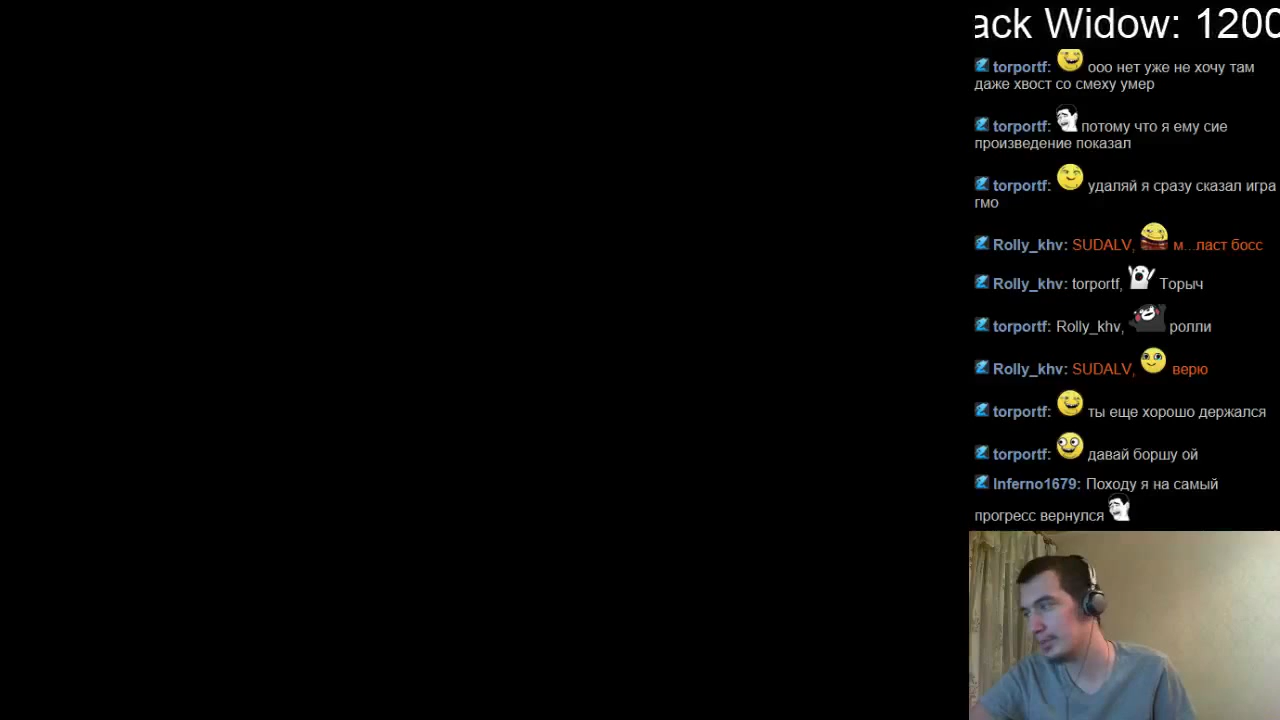 ack Widow: 1200
torportf: ооо нет уже не хочу там
даже хвост со смеху умер
torportf: потому что я ему сие
произведение показал
torportf: удаляй я сразу сказал игра
гмо
Rolly_khv: SUDALV, м...ласт босс
Rolly_khv: torportf, Торыч
torportf: Rolly_khv, ролли
Rolly_khv: SUDALV, верю
torportf: ты еще хорошо держался
torportf: давай боршу ой
Inferno1679: Походу я на самый
прогресс вернулся